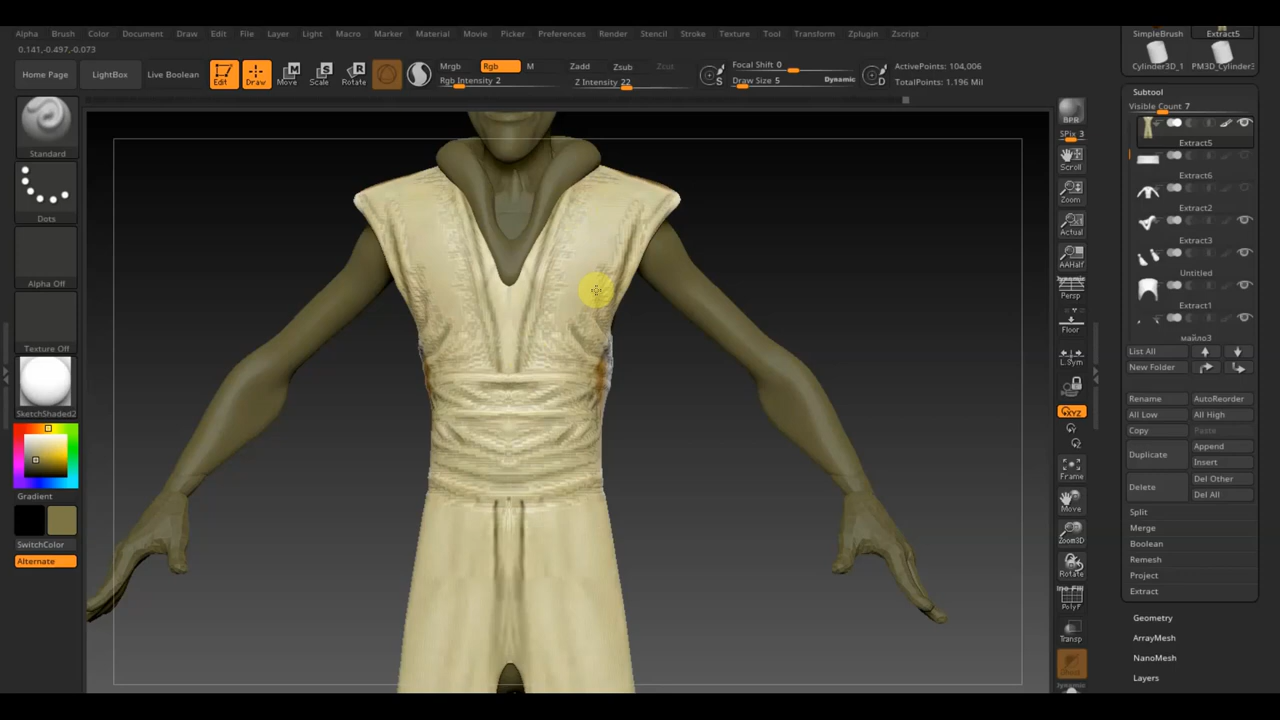 Alpha Brush Color Document Draw Edit File Layer Light Macro Marker Material Movie Picker Preferences Render Stencil Stroke Texture Tool Transform Zplugin Zscript
SimpleBrush Extract5
0.141,-0.497,-0.073
Cylinder3D_1 PM3D_Cylinder3
Home Page LightBox Live Boolean Edit Draw Move Scale Rotate
Mrgb Rgb M Zadd Zsub Zcut
Rgb Intensity 2 Z Intensity 22
Focal Shift 0
Draw Size 5 Dynamic
S D
ActivePoints: 104,006
TotalPoints: 1.196 Mil
Subtool
Visible Count 7
Extract5
Extract6
Extract2
Extract3
Untitled
Extract1
майло3
List All
New Folder
Rename AutoReorder
All Low All High
Copy Paste
Duplicate Append
Insert
Delete Del Other
Del All
Split
Merge
Boolean
Remesh
Project
Extract
Geometry
ArrayMesh
NanoMesh
Layers
Standard
Dots
Alpha Off
Texture Off
SketchShaded2
Gradient
SwitchColor
Alternate
BPR
SPix 3
Scroll
Zoom
Actual
AAHalf
Dynamic
Persp
Floor
L.Sym
XYZ
Frame
Move
Zoom3D
Rotate
PolyF
Transp
Dynamic